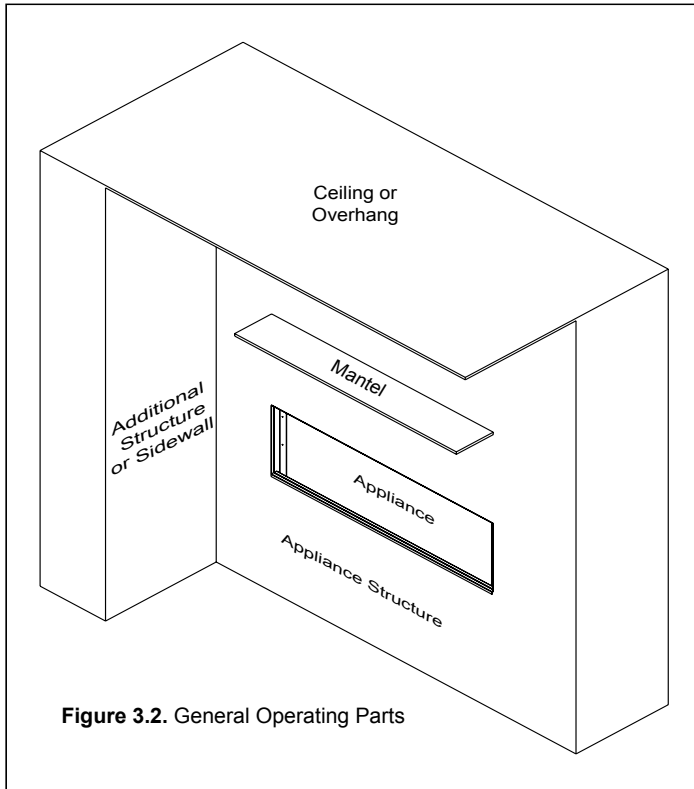 Ceiling or
Overhang
Mantel
Additional
Structure
or Sidewall
Appliance
Appliance Structure
Figure 3.2. General Operating Parts